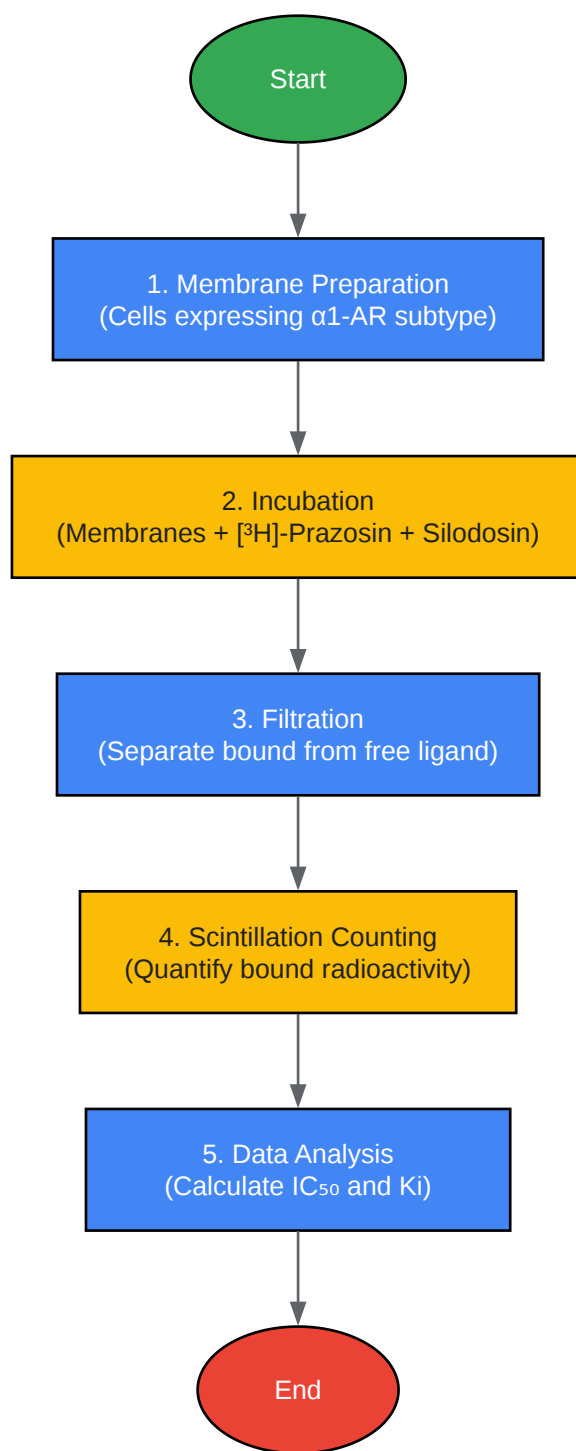 Start
1. Membrane Preparation
(Cells expressing α1-AR subtype)
2. Incubation
(Membranes + [³H]-Prazosin + Silodosin)
3. Filtration
(Separate bound from free ligand)
4. Scintillation Counting
(Quantify bound radioactivity)
5. Data Analysis
(Calculate IC₅₀ and Ki)
End